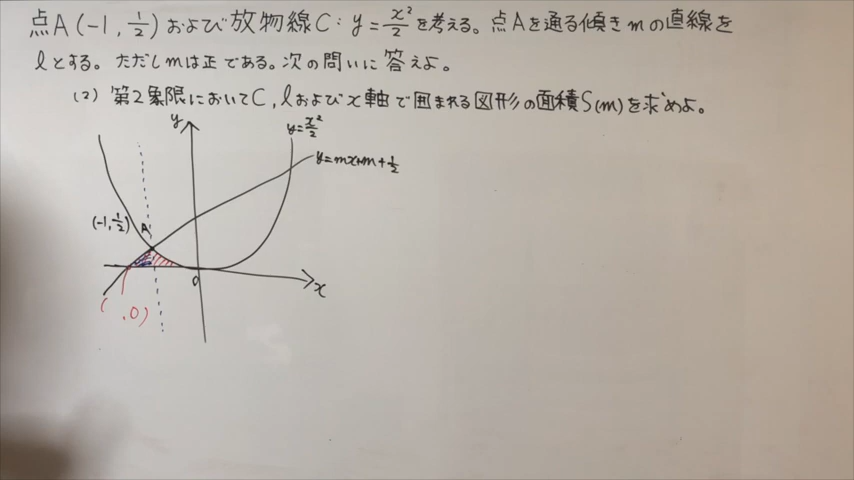 点A(-1, 1/2)および放物線C: y=x²/2を考える。点Aを通る傾きmの直線を
lとする。ただしmは正である。次の問いに答えよ。
(2) 第2象限においてC, lおよびx軸で囲まれる図形の面積S(m)を求めよ。
y
y=x²/2
y=mx+m+1/2
(-1, 1/2) A
0
x
( ,0)